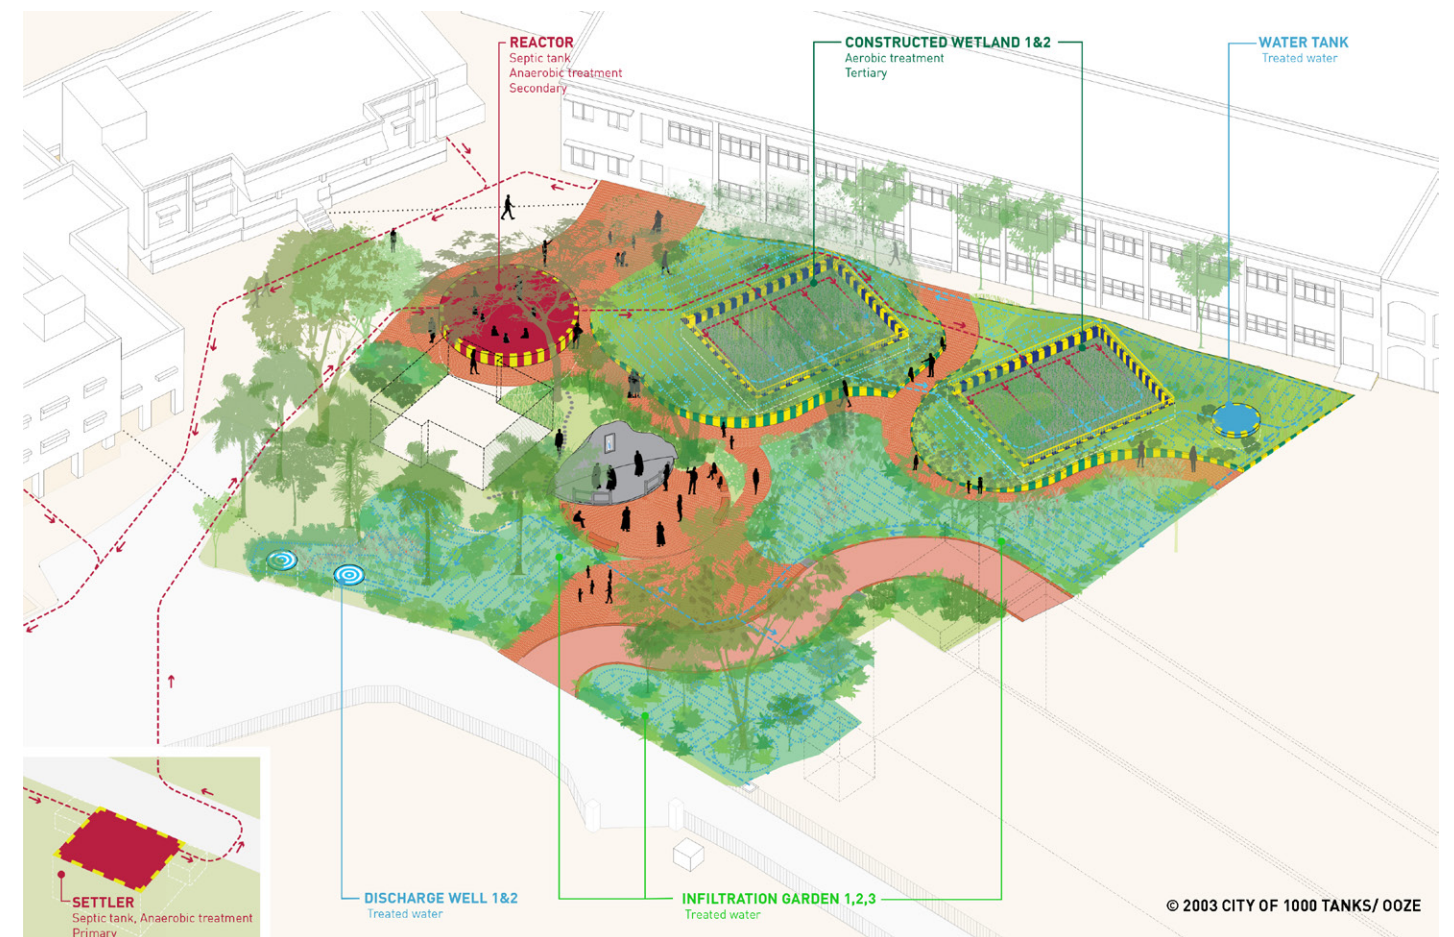 REACTOR
Septic tank
Anaerobic treatment
Secondary
CONSTRUCTED WETLAND 1&2
Aerobic treatment
Tertiary
WATER TANK
Treated water
SETTLER
Septic tank, Anaerobic treatment
Primary
DISCHARGE WELL 1&2
Treated water
INFILTRATION GARDEN 1,2,3
Treated water
© 2003 CITY OF 1000 TANKS/ OOZE